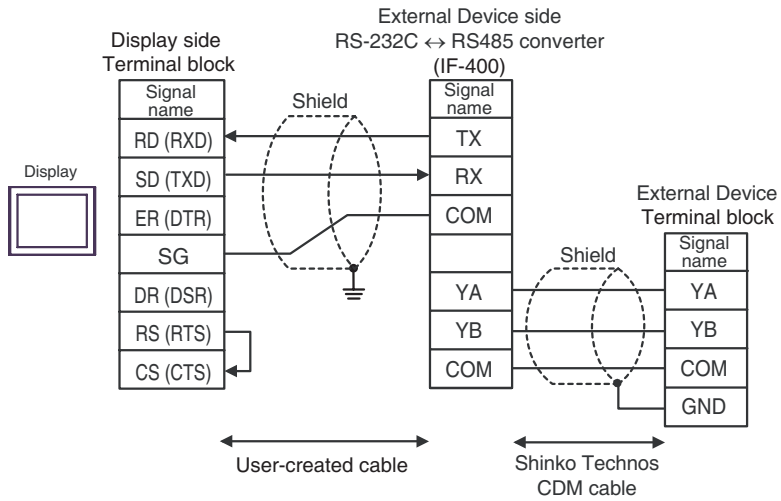 External Device side
RS-232C ↔ RS485 converter
(IF-400)
Display side
Terminal block
Signal
name
RD (RXD)
SD (TXD)
ER (DTR)
SG
DR (DSR)
RS (RTS)
CS (CTS)
Display
Shield
Signal
name
TX
RX
COM
YA
YB
COM
Shield
External Device
Terminal block
Signal
name
YA
YB
COM
GND
User-created cable
Shinko Technos
CDM cable